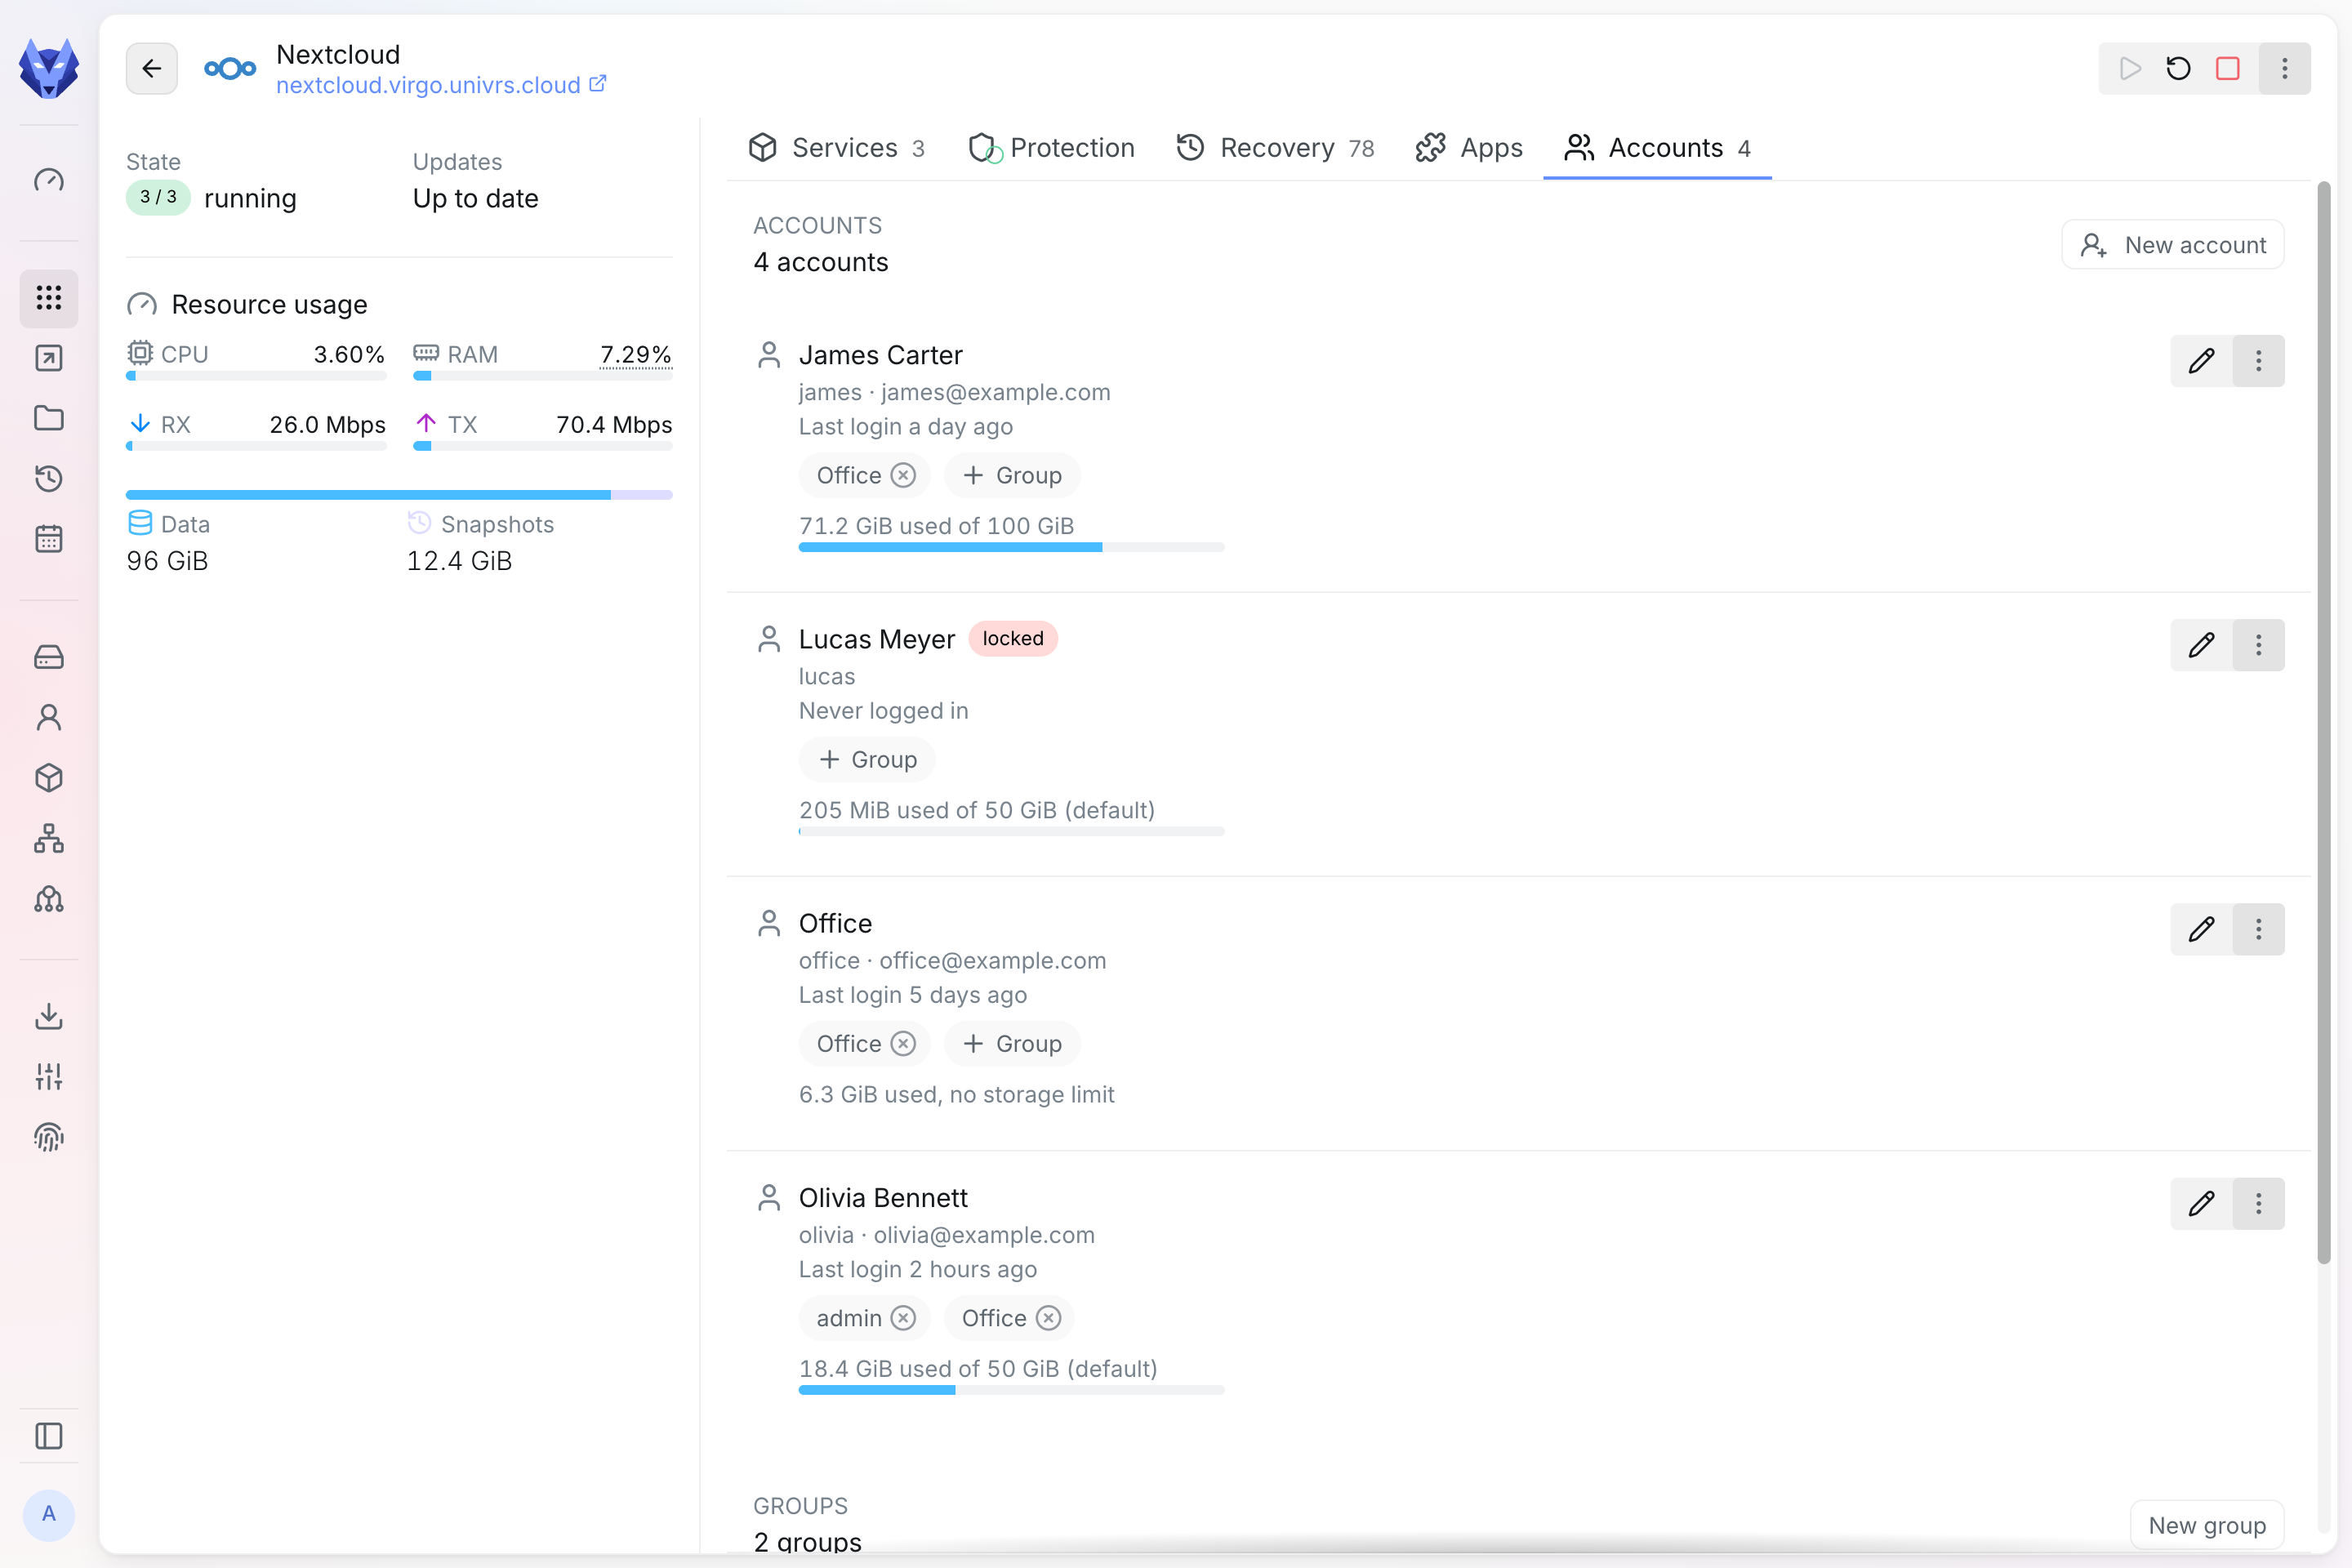 Nextcloud
nextcloud.virgo.univrs.cloud
State
3 / 3 running
Updates
Up to date
Resource usage
CPU 3.60%
RAM 7.29%
RX 26.0 Mbps
TX 70.4 Mbps
Data
96 GiB
Snapshots
12.4 GiB
A
Services 3
Protection
Recovery 78
Apps
Accounts 4
ACCOUNTS
4 accounts
New account
James Carter
james · james@example.com
Last login a day ago
Office
Group
71.2 GiB used of 100 GiB
Lucas Meyer locked
lucas
Never logged in
Group
205 MiB used of 50 GiB (default)
Office
office · office@example.com
Last login 5 days ago
Office
Group
6.3 GiB used, no storage limit
Olivia Bennett
olivia · olivia@example.com
Last login 2 hours ago
admin
Office
18.4 GiB used of 50 GiB (default)
GROUPS
2 groups
New group